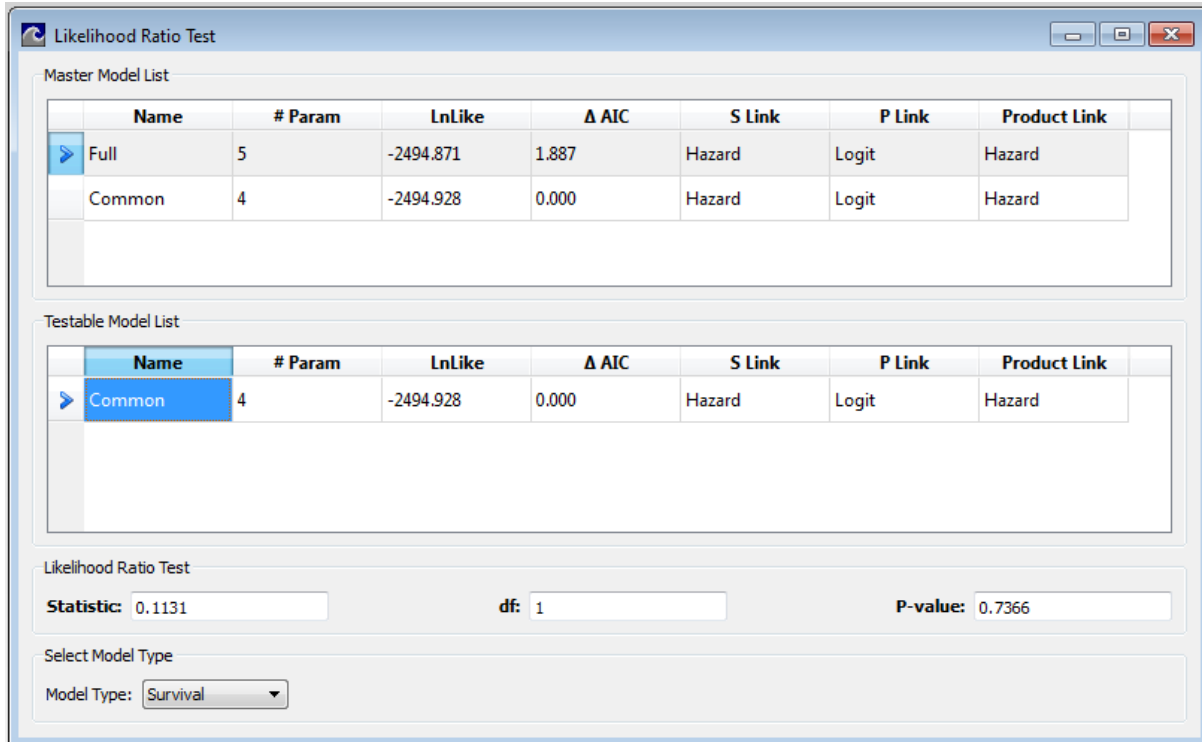 Likelihood Ratio Test
Master Model List
Name # Param LnLike Δ AIC S Link P Link Product Link
Full 5 -2494.871 1.887 Hazard Logit Hazard
Common 4 -2494.928 0.000 Hazard Logit Hazard
Testable Model List
Name # Param LnLike Δ AIC S Link P Link Product Link
Common 4 -2494.928 0.000 Hazard Logit Hazard
Likelihood Ratio Test
Statistic: 0.1131 df: 1 P-value: 0.7366
Select Model Type
Model Type: Survival